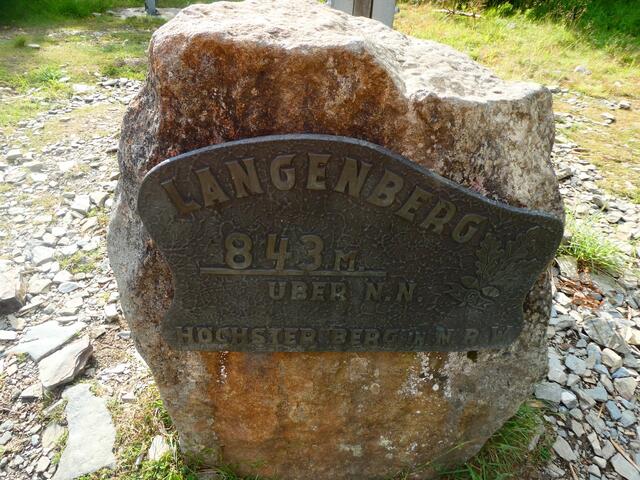 LANGENBERG
843 M.
ÜBER N.N.
HÖCHSTER BERG IN N.R.W.